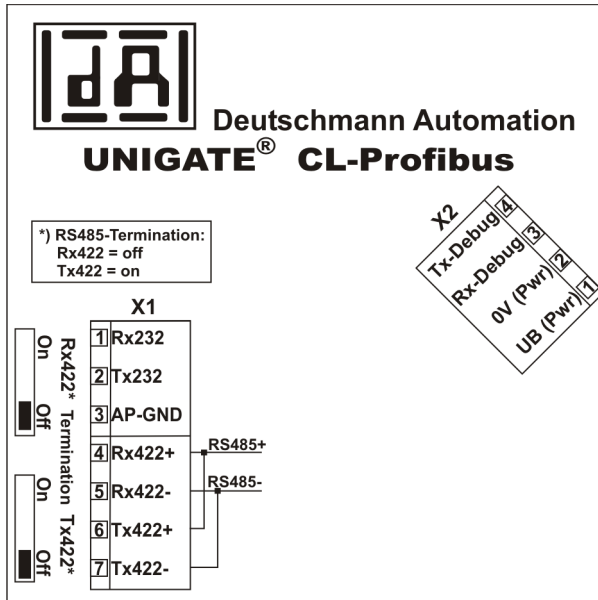 dA
Deutschmann Automation
UNIGATE® CL-Profibus
*) RS485-Termination:
Rx422 = off
Tx422 = on
X2
4 Tx-Debug
3 Rx-Debug
2 0V (Pwr)
1 UB (Pwr)
X1
1 Rx232
2 Tx232
3 AP-GND
4 Rx422+
5 Rx422-
6 Tx422+
7 Tx422-
RS485+
RS485-
Rx422* Termination Tx422*
On
Off
On
Off